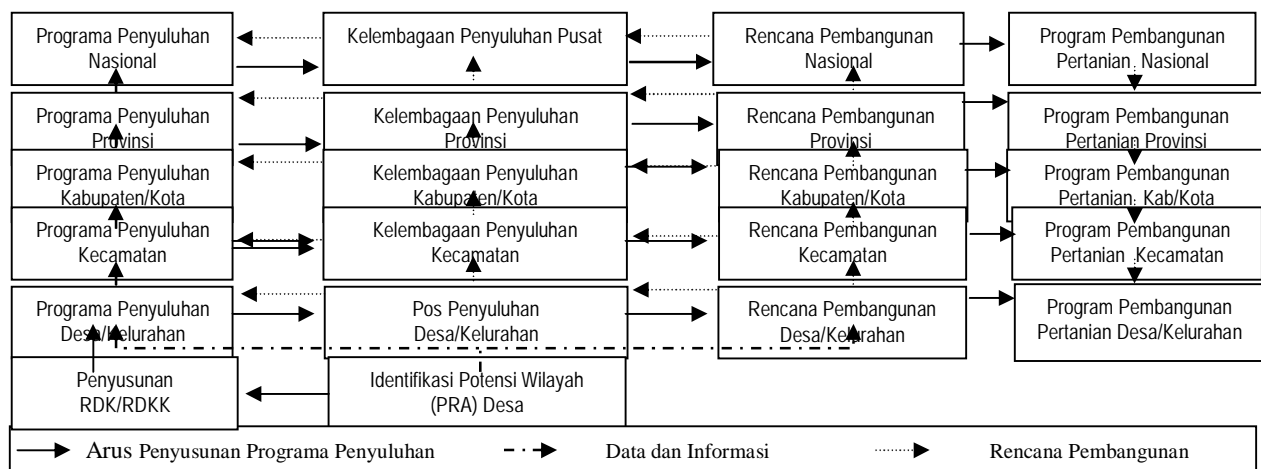 Programa Penyuluhan
Nasional
Kelembagaan Penyuluhan Pusat
Rencana Pembangunan
Nasional
Program Pembangunan
Pertanian Nasional
Programa Penyuluhan
Provinsi
Kelembagaan Penyuluhan
Provinsi
Rencana Pembangunan
Provinsi
Program Pembangunan
Pertanian Provinsi
Programa Penyuluhan
Kabupaten/Kota
Kelembagaan Penyuluhan
Kabupaten/Kota
Rencana Pembangunan
Kabupaten/Kota
Program Pembangunan
Pertanian Kab/Kota
Programa Penyuluhan
Kecamatan
Kelembagaan Penyuluhan
Kecamatan
Rencana Pembangunan
Kecamatan
Program Pembangunan
Pertanian Kecamatan
Programa Penyuluhan
Desa/Kelurahan
Pos Penyuluhan
Desa/Kelurahan
Rencana Pembangunan
Desa/Kelurahan
Program Pembangunan
Pertanian Desa/Kelurahan
Penyusunan
RDK/RDKK
Identifikasi Potensi Wilayah
(PRA) Desa
Arus Penyusunan Programa Penyuluhan
Data dan Informasi
Rencana Pembangunan